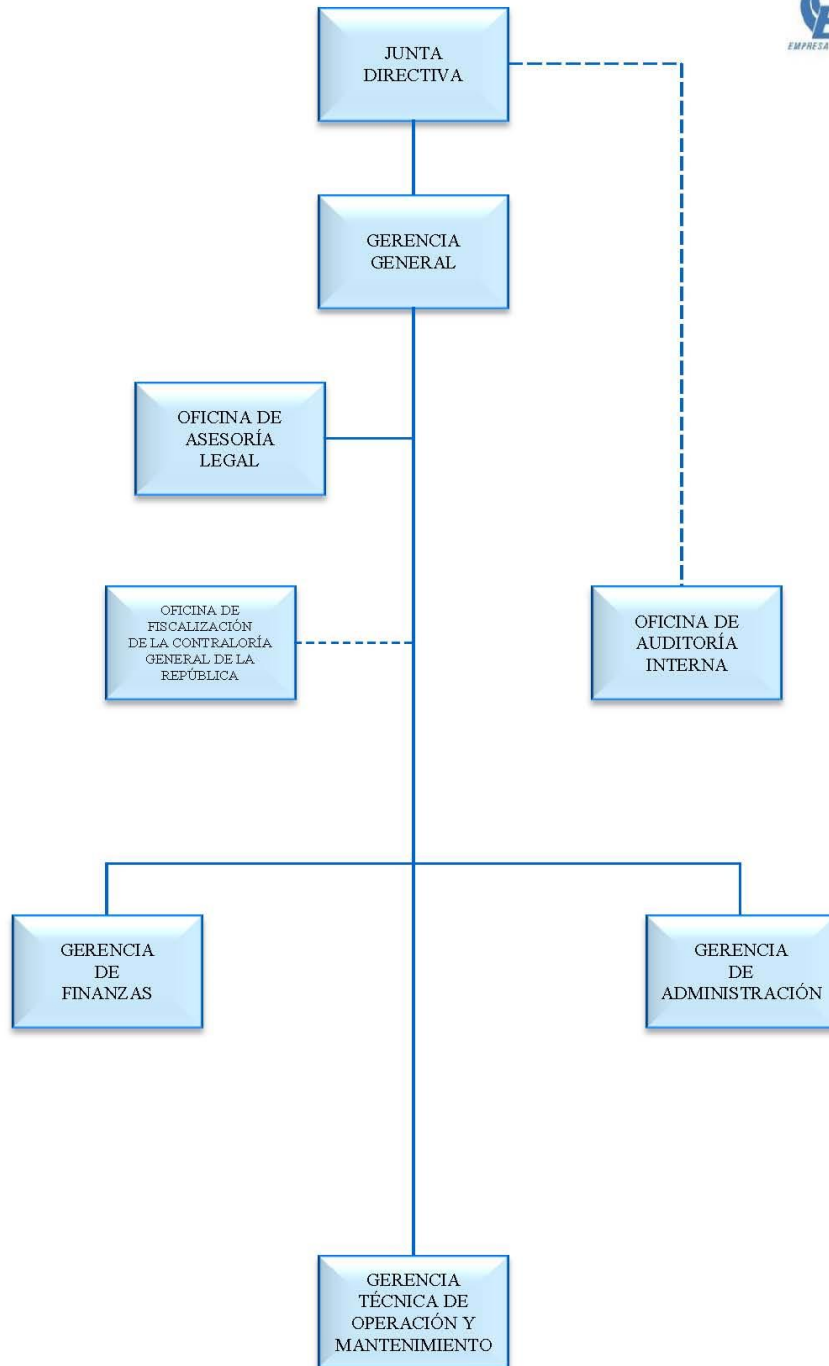 EMPRESA
JUNTA
DIRECTIVA
GERENCIA
GENERAL
OFICINA DE
ASESORÍA
LEGAL
OFICINA DE
FISCALIZACIÓN
DE LA CONTRALORÍA
GENERAL DE LA
REPÚBLICA
OFICINA DE
AUDITORÍA
INTERNA
GERENCIA
DE
FINANZAS
GERENCIA
DE
ADMINISTRACIÓN
GERENCIA
TÉCNICA DE
OPERACIÓN Y
MANTENIMIENTO